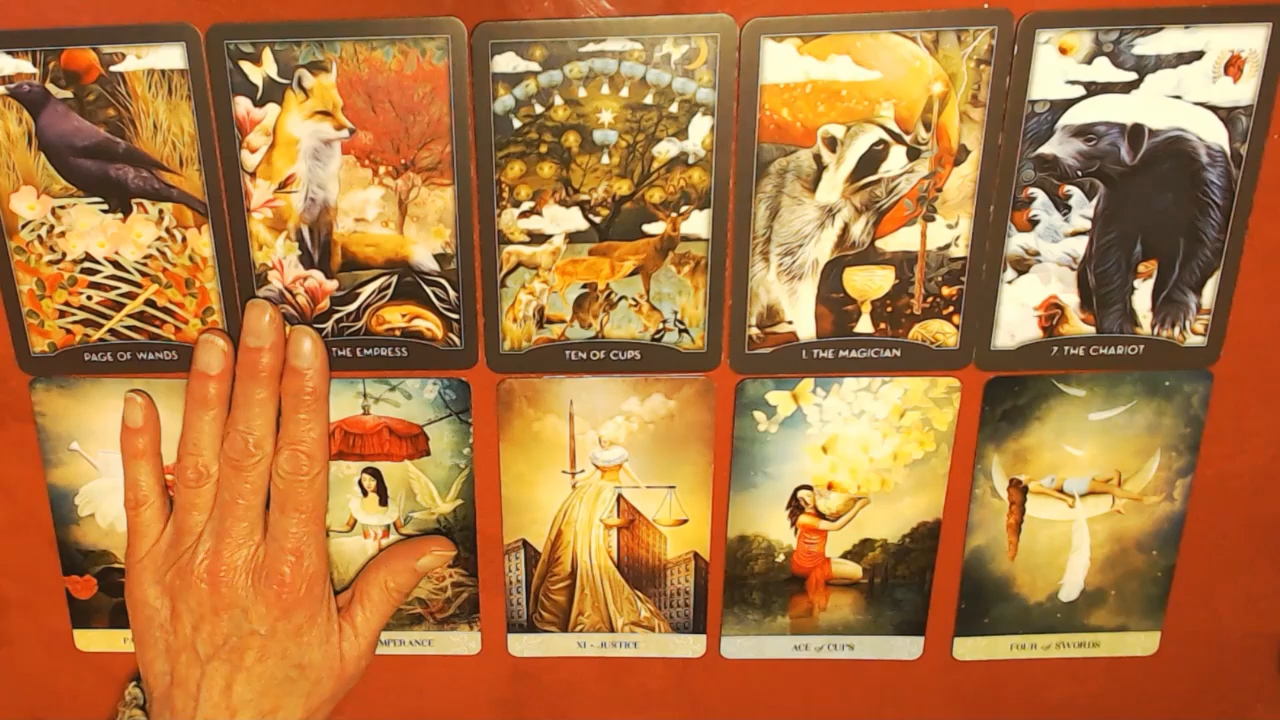 PAGE OF WANDS
THE EMPRESS
TEN OF CUPS
I. THE MAGICIAN
7. THE CHARIOT
PA
MPERANCE
XI - JUSTICE
ACE of CUPS
FOUR of SWORDS